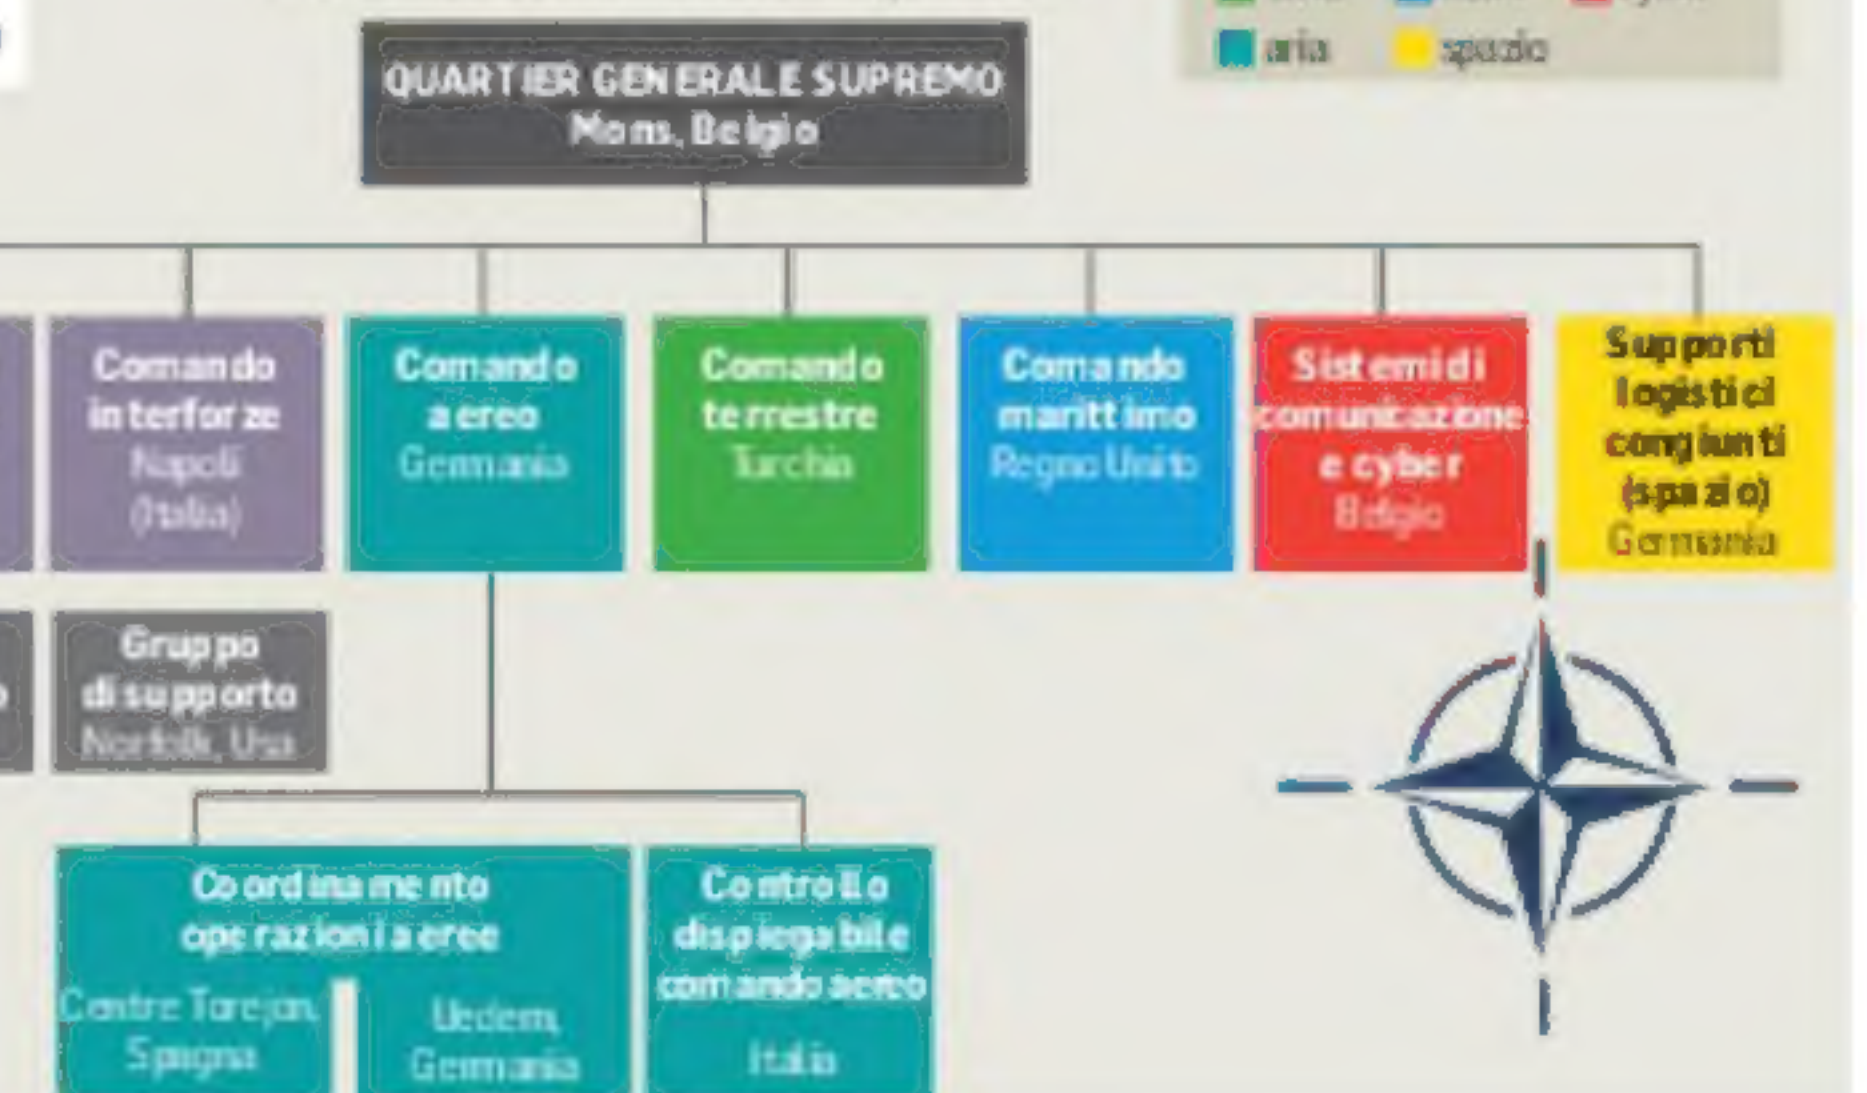 aria
spazio
QUARTIER GENERALE SUPREMO
Mons, Belgio
Comando
interforze
Napoli
(Italia)
Comando
aereo
Germania
Comando
terrestre
Turchia
Comando
marittimo
Regno Unito
Sistemi di
comunicazione
e cyber
Belgio
Supporti
logistici
congiunti
(spazio)
Germania
Gruppo
di supporto
Norfolk, Usa
Coordinamento
operazioni aeree
Centre Torejon,
Spagna
Uedem,
Germania
Controllo
dispiegabile
comando aereo
Italia